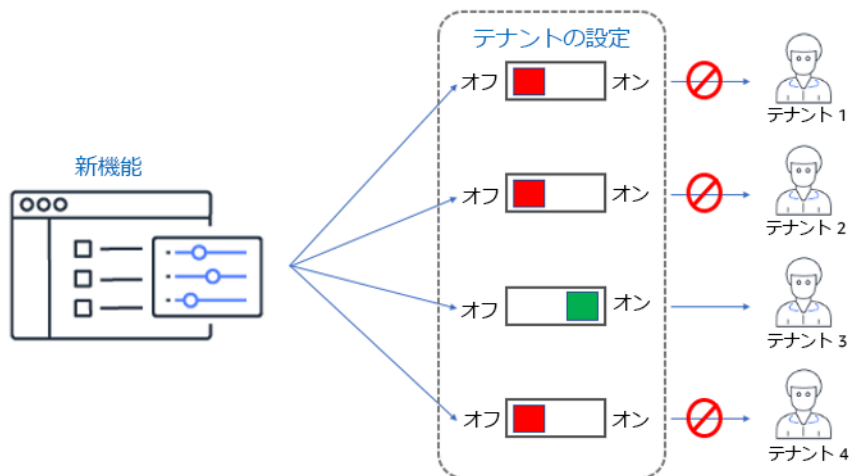 テナントの設定
オフ オン
テナント 1
新機能
オフ オン
テナント 2
オフ オン
テナント 3
オフ オン
テナント 4